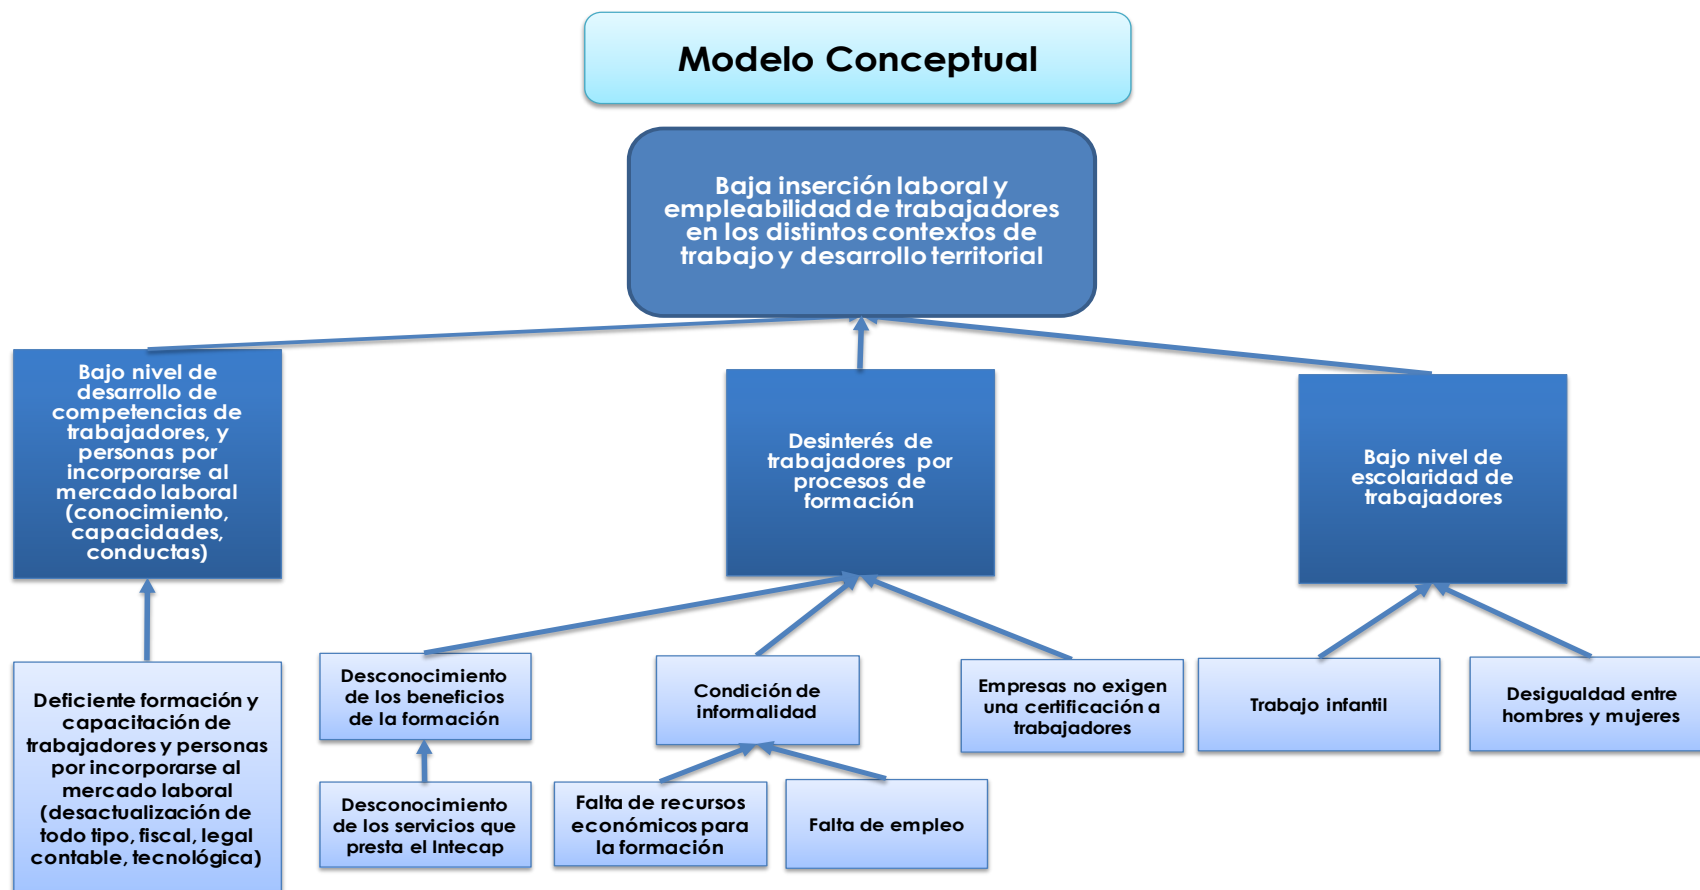 Modelo Conceptual
Baja inserción laboral y
empleabilidad de trabajadores
en los distintos contextos de
trabajo y desarrollo territorial
Bajo nivel de
desarrollo de
competencias de
trabajadores, y
personas por
incorporarse al
mercado laboral
(conocimiento,
capacidades,
conductas)
Desinterés de
trabajadores por
procesos de
formación
Bajo nivel de
escolaridad de
trabajadores
Deficiente formación y
capacitación de
trabajadores y personas
por incorporarse al
mercado laboral
(desactualización de
todo tipo, fiscal, legal
contable, tecnológica)
Desconocimiento
de los beneficios
de la formación
Condición de
informalidad
Empresas no exigen
una certificación a
trabajadores
Trabajo infantil
Desigualdad entre
hombres y mujeres
Desconocimiento
de los servicios que
presta el Intecap
Falta de recursos
económicos para
la formación
Falta de empleo